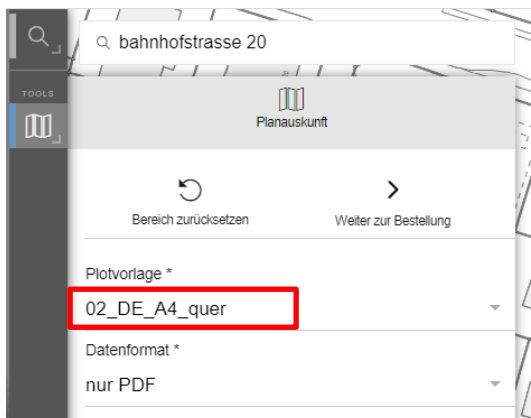 bahnhofstrasse 20
TOOLS
Planauskunft
Bereich zurücksetzen
Weiter zur Bestellung
Plotvorlage *
02_DE_A4_quer
Datenformat *
nur PDF